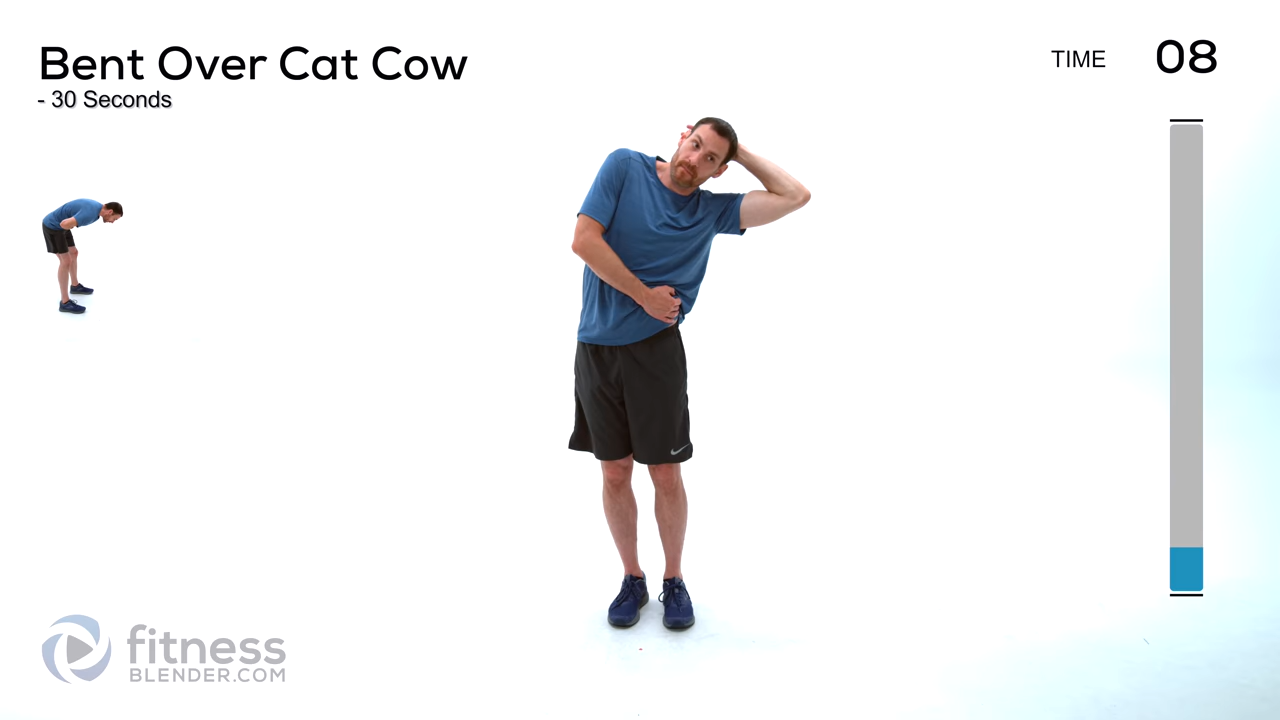 Bent Over Cat Cow
- 30 Seconds
TIME 08
fitness
BLENDER.COM